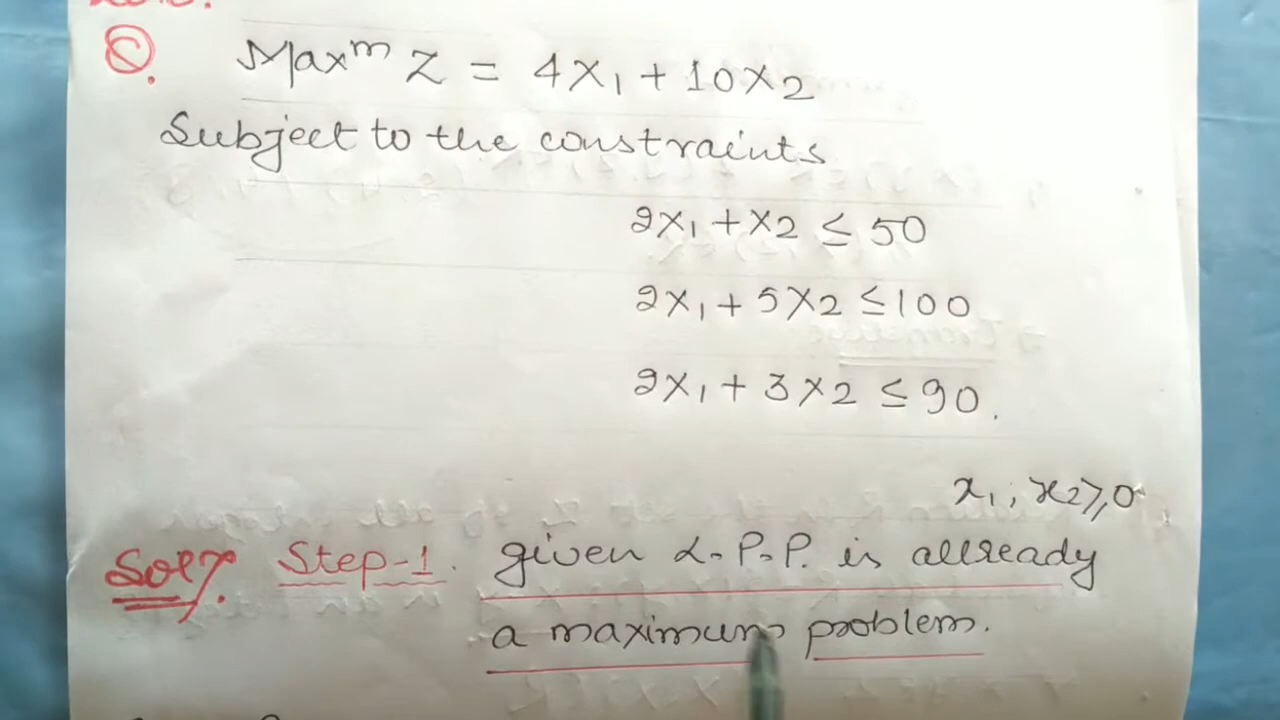 Q. Maxᵐ Z = 4X₁ + 10X₂
Subject to the constraints
2X₁ + X₂ ≤ 50
2X₁ + 5X₂ ≤ 100
2X₁ + 3X₂ ≤ 90.
x₁, x₂ ≥, 0
Solⁿ. Step-1. given L.P.P. is allready
a maximum problem.